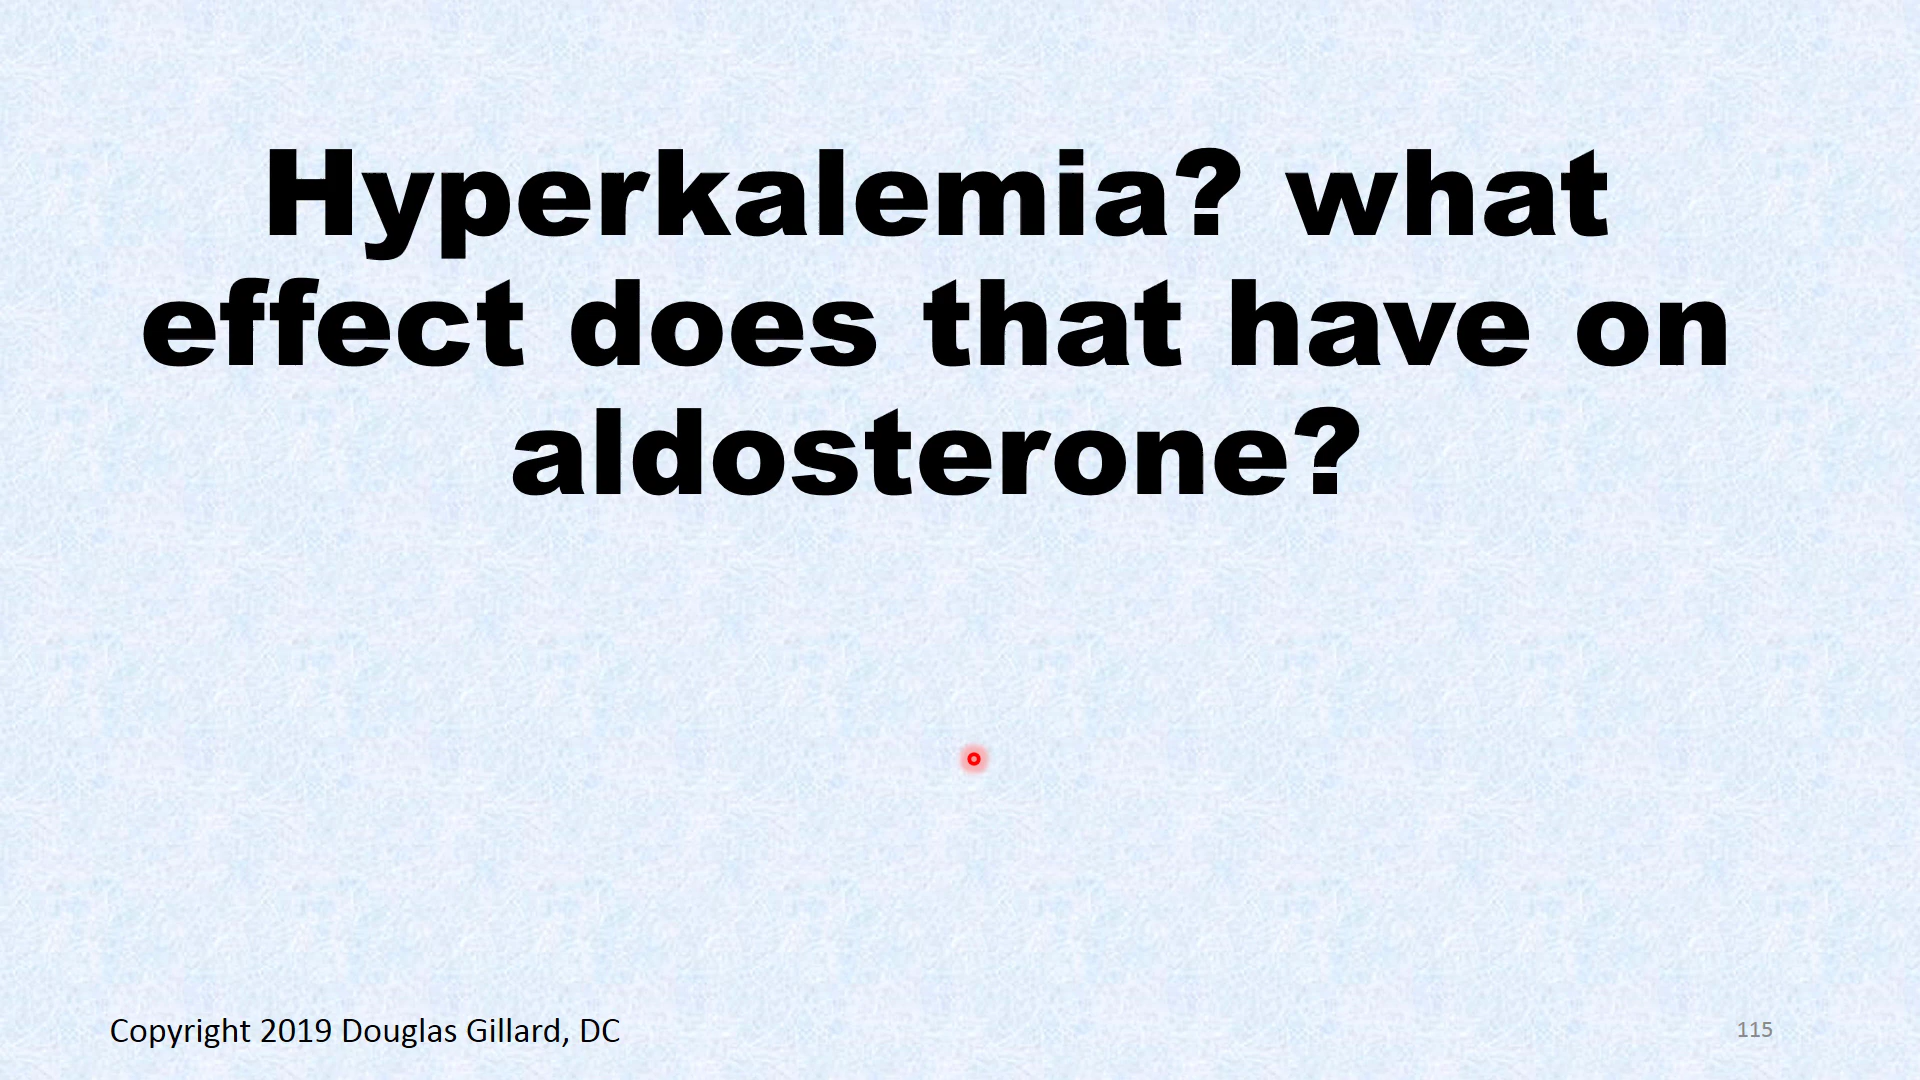 Hyperkalemia? what
effect does that have on
aldosterone?
Copyright 2019 Douglas Gillard, DC
115